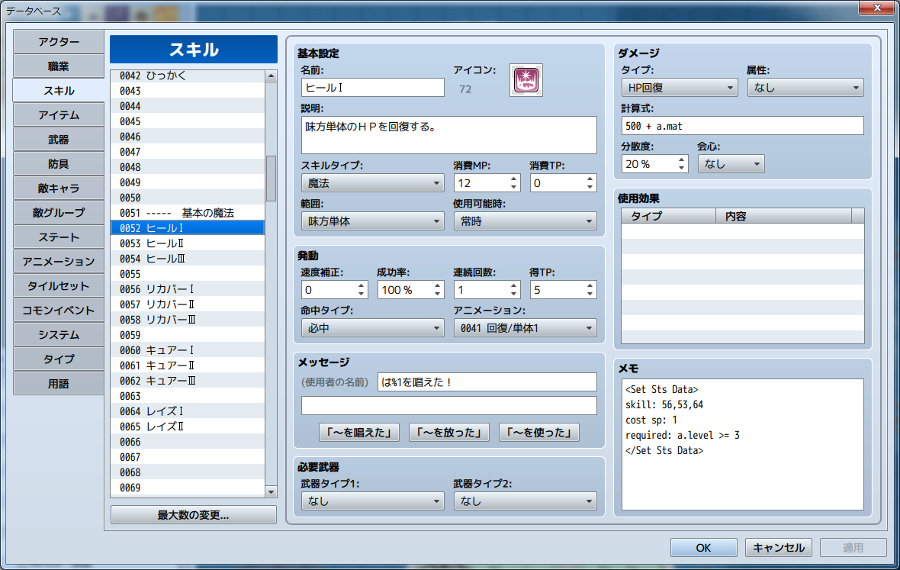 データベース
アクター
職業
スキル
アイテム
武器
防具
敵キャラ
敵グループ
ステート
アニメーション
タイルセット
コモンイベント
システム
タイプ
用語
スキル
0042 ひっかく
0043
0044
0045
0046
0047
0048
0049
0050
0051 ----- 基本の魔法
0052 ヒールⅠ
0053 ヒールⅡ
0054 ヒールⅢ
0055
0056 リカバーⅠ
0057 リカバーⅡ
0058 リカバーⅢ
0059
0060 キュアーⅠ
0061 キュアーⅡ
0062 キュアーⅢ
0063
0064 レイズⅠ
0065 レイズⅡ
0066
0067
0068
0069
最大数の変更...
基本設定
名前:
アイコン:
ヒールⅠ
72
説明:
味方単体のＨＰを回復する。
スキルタイプ:
消費MP:
消費TP:
魔法
12
0
範囲:
使用可能時:
味方単体
常時
発動
速度補正:
成功率:
連続回数:
得TP:
0
100 %
1
5
命中タイプ:
アニメーション:
必中
0041 回復/単体1
メッセージ
(使用者の名前)
は%1を唱えた！
「～を唱えた」
「～を放った」
「～を使った」
必要武器
武器タイプ1:
武器タイプ2:
なし
なし
ダメージ
タイプ:
属性:
HP回復
なし
計算式:
500 + a.mat
分散度:
会心:
20 %
なし
使用効果
タイプ
内容
メモ
<Set Sts Data>
skill: 56,53,64
cost sp: 1
required: a.level >= 3
</Set Sts Data>
OK
キャンセル
適用